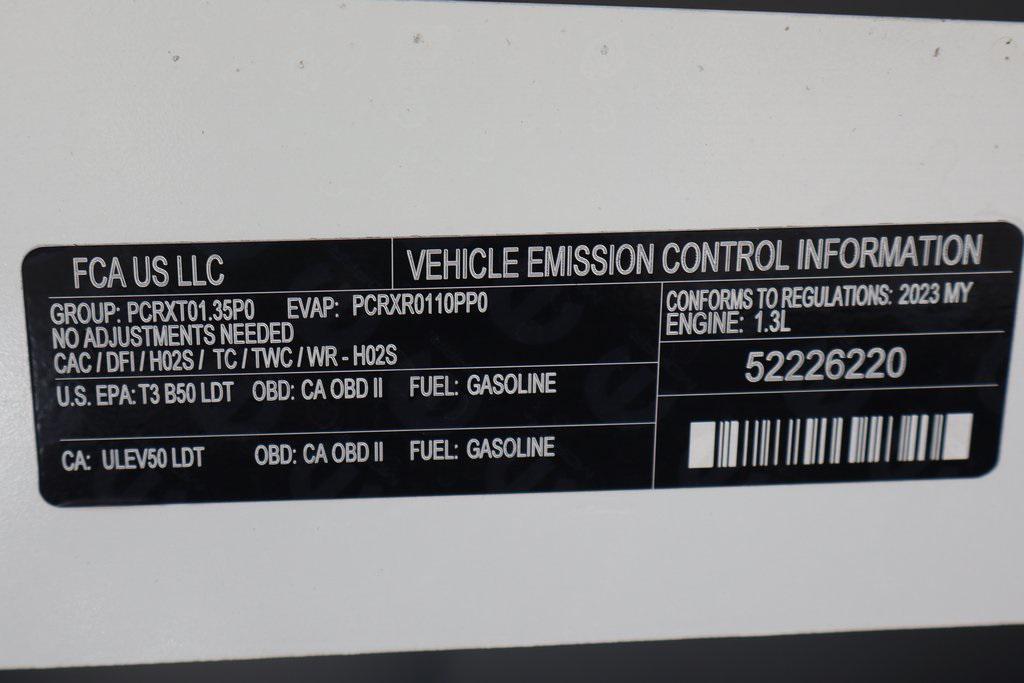 FCA US LLC
VEHICLE EMISSION CONTROL INFORMATION
GROUP: PCRXT01.35P0 EVAP: PCRXR0110PP0
NO ADJUSTMENTS NEEDED
CAC / DFI / H02S / TC / TWC / WR - H02S
U.S. EPA: T3 B50 LDT OBD: CA OBD II FUEL: GASOLINE
CA: ULEV50 LDT OBD: CA OBD II FUEL: GASOLINE
CONFORMS TO REGULATIONS: 2023 MY
ENGINE: 1.3L
52226220